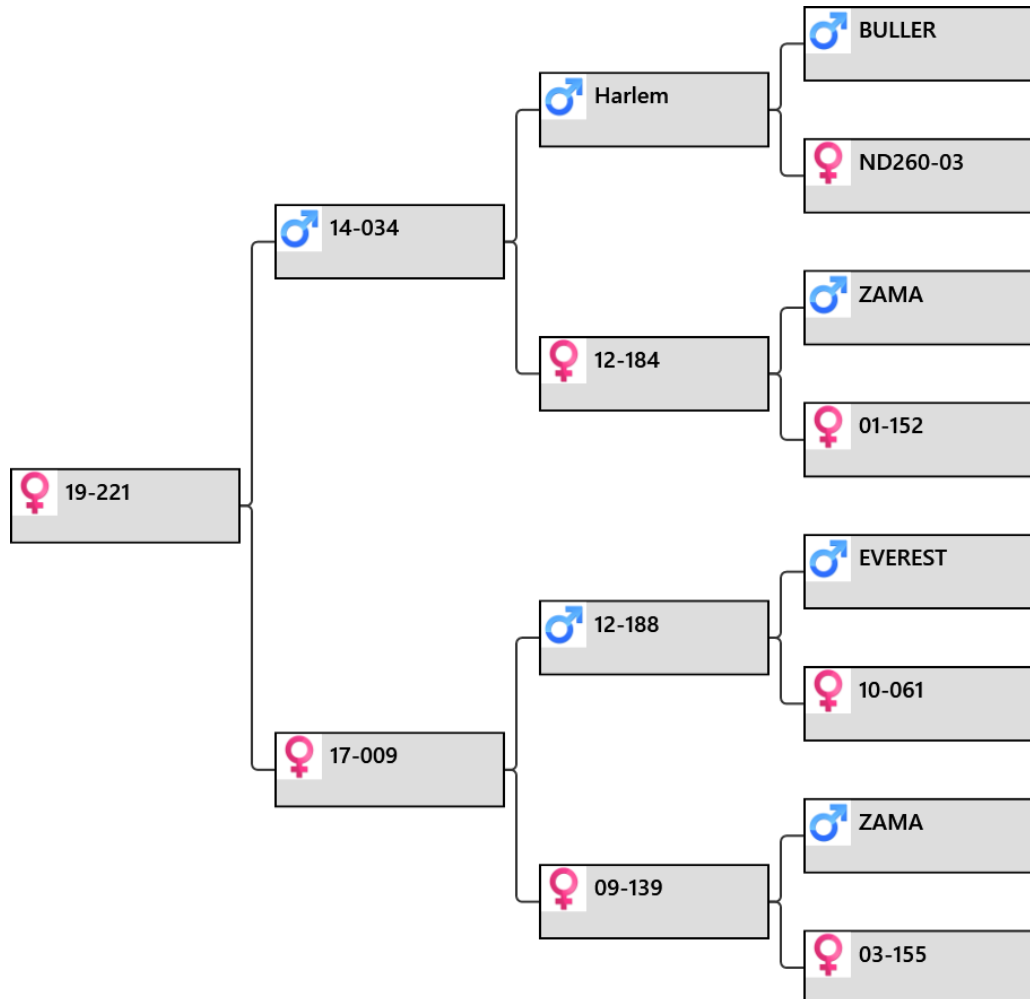 BULLER
Harlem
ND260-03
14-034
ZAMA
12-184
01-152
19-221
EVEREST
12-188
10-061
17-009
ZAMA
09-139
03-155